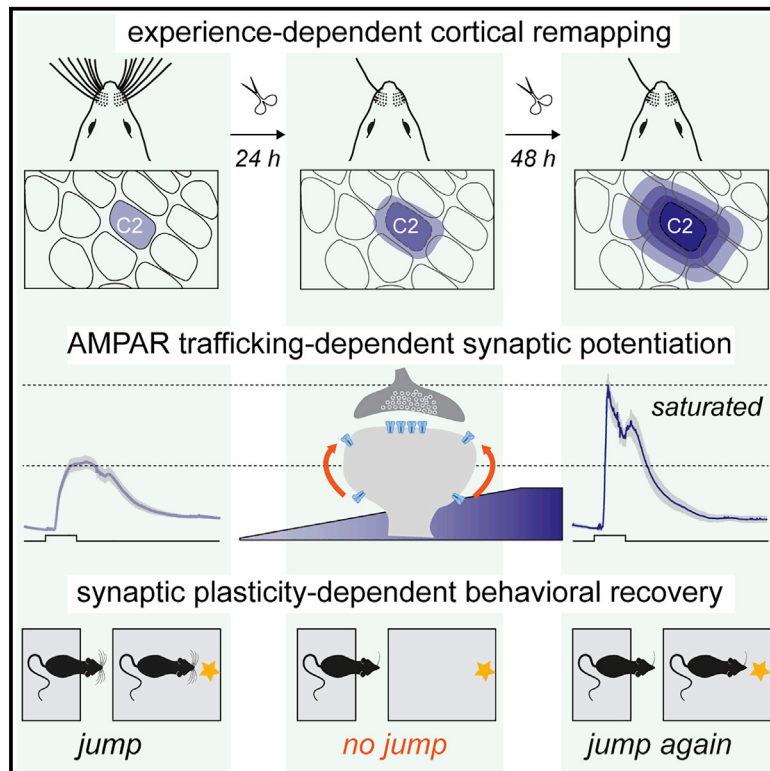 experience-dependent cortical remapping
24 h
48 h
C2
C2
C2
AMPAR trafficking-dependent synaptic potentiation
saturated
synaptic plasticity-dependent behavioral recovery
jump
no jump
jump again